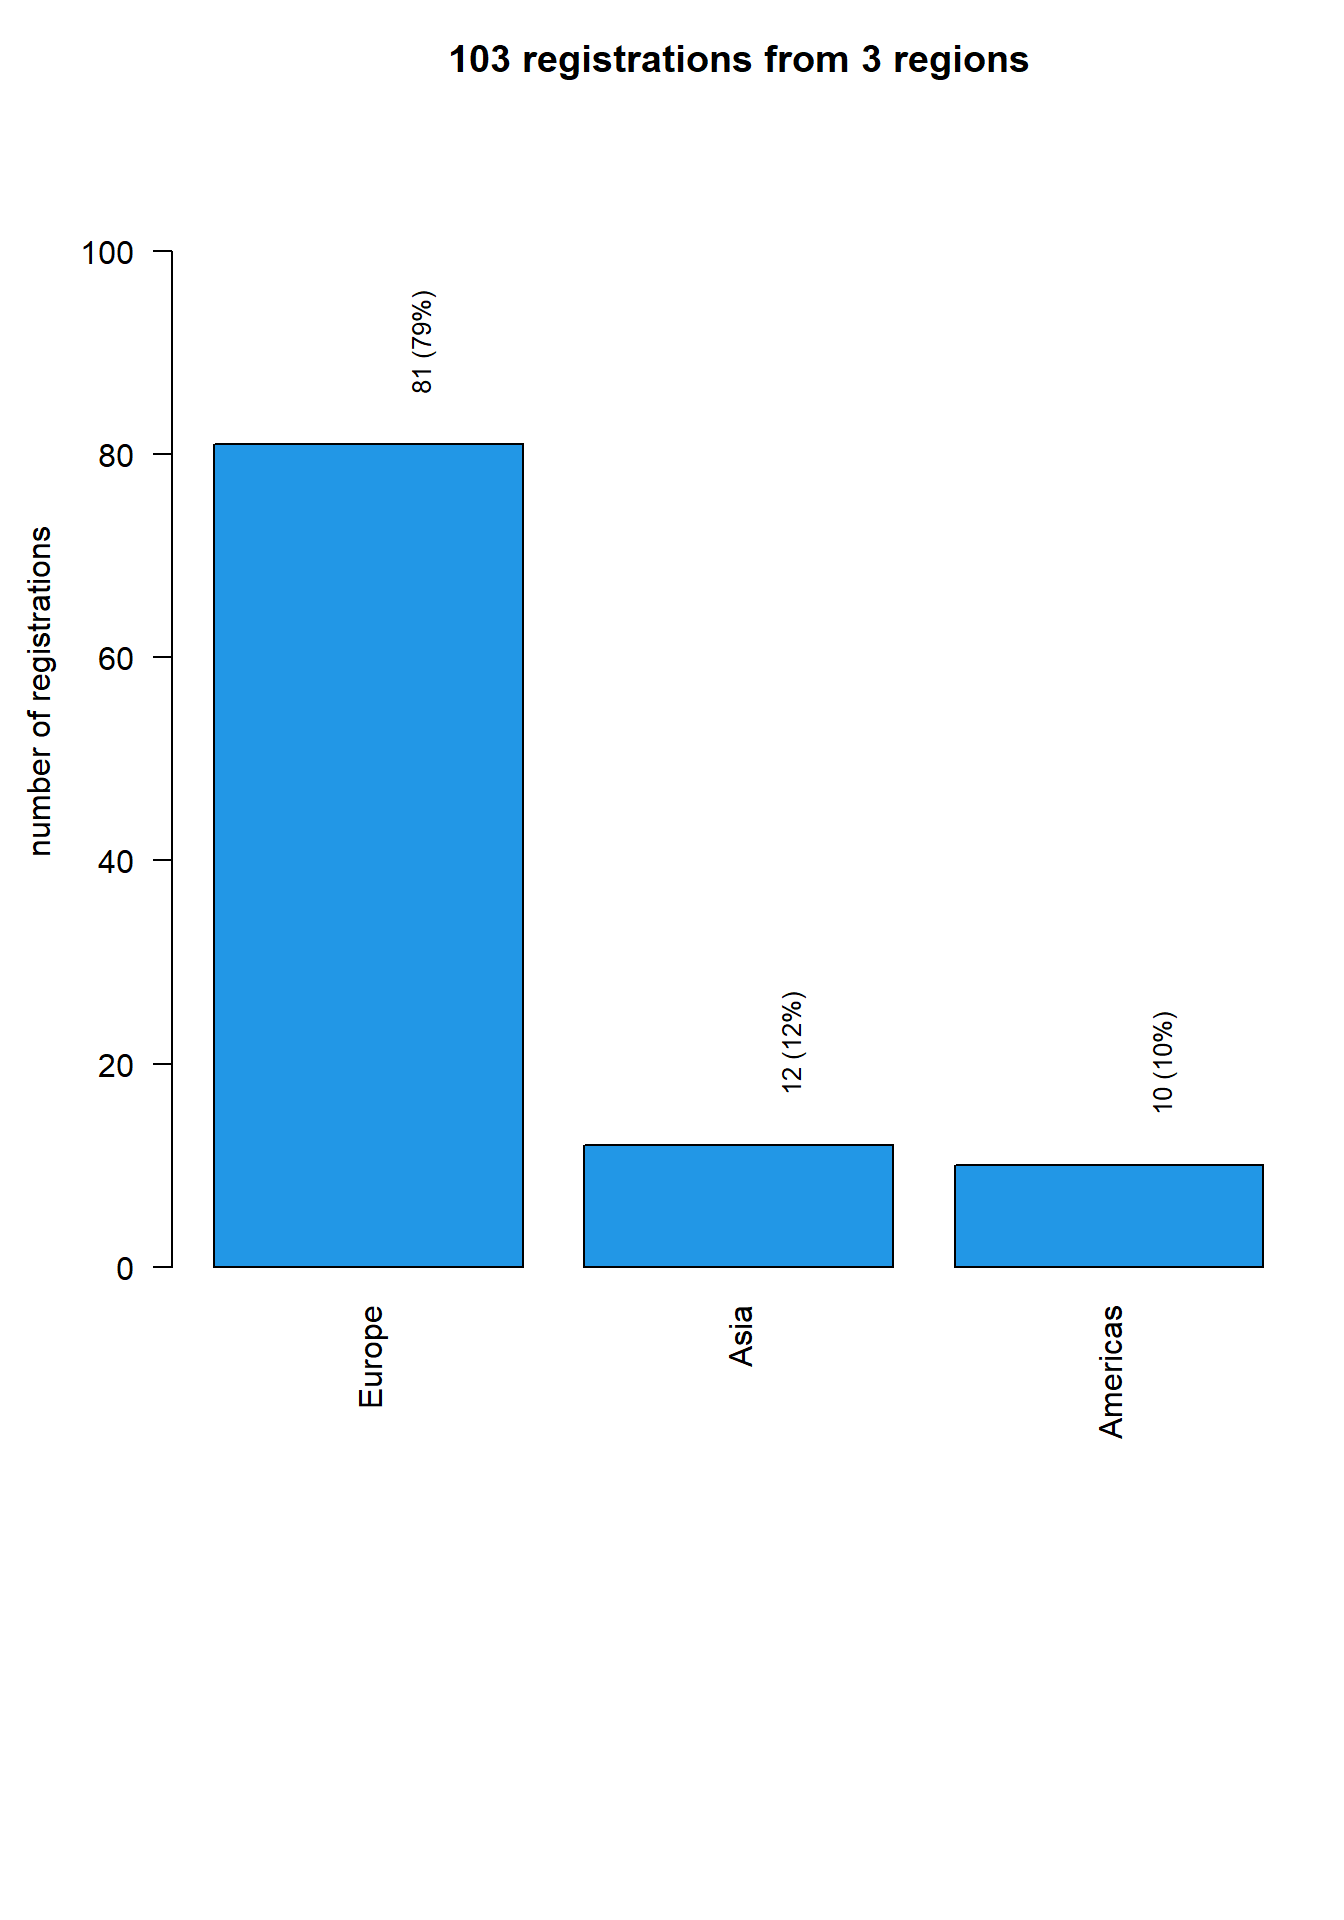 103 registrations from 3 regions
number of registrations
100
80
60
40
20
0
81 (79%)
12 (12%)
10 (10%)
Europe
Asia
Americas